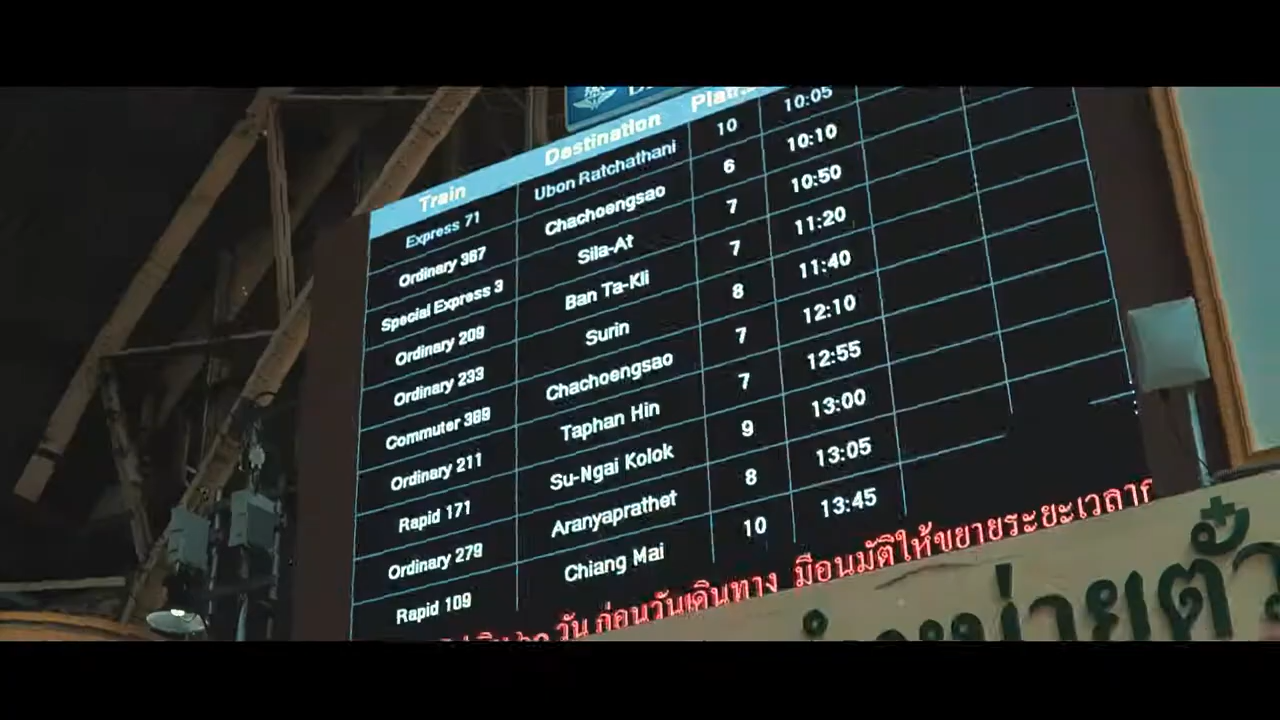 Train Destination
Express 71 Ubon Ratchathani 10 10:05
Ordinary 367 Chachoengsao 6 10:10
Special Express 3 Sila-At 7 10:50
Ordinary 209 Ban Ta-Kli 7 11:20
Ordinary 233 Surin 8 11:40
Commuter 389 Chachoengsao 7 12:10
Ordinary 211 Taphan Hin 7 12:55
Rapid 171 Su-Ngai Kolok 9 13:00
Ordinary 279 Aranyaprathet 8 13:05
Rapid 109 Chiang Mai 10 13:45
วัน ก่อนวันเดินทาง มีอนมัติให้ขยายระยะเวลา